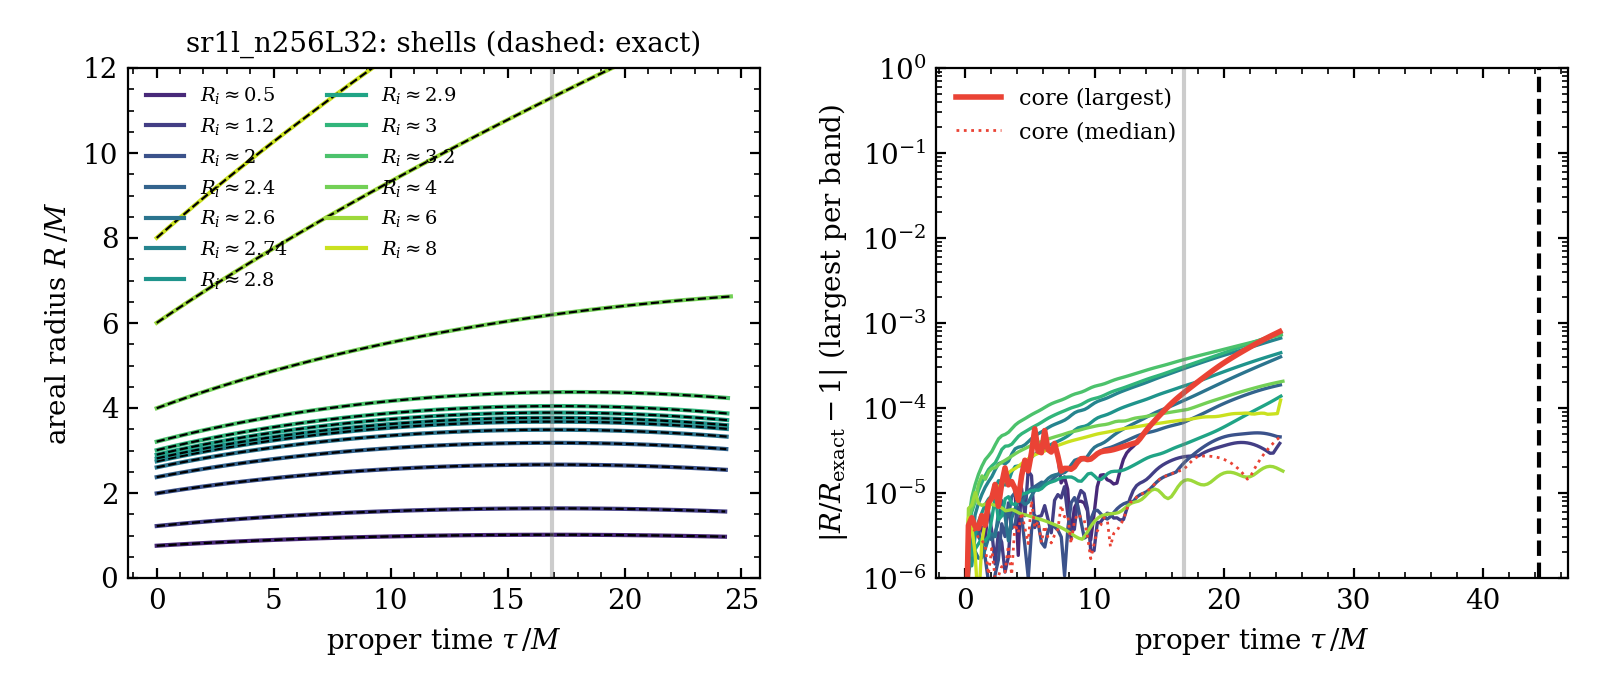 sr1l_n256L32: shells (dashed: exact)
areal radius R /M
12
10
8
6
4
2
0
R_i ≈ 0.5
R_i ≈ 1.2
R_i ≈ 2
R_i ≈ 2.4
R_i ≈ 2.6
R_i ≈ 2.74
R_i ≈ 2.8
R_i ≈ 2.9
R_i ≈ 3
R_i ≈ 3.2
R_i ≈ 4
R_i ≈ 6
R_i ≈ 8
0 5 10 15 20 25
proper time τ /M
|R/R_exact − 1| (largest per band)
10^0
10^−1
10^−2
10^−3
10^−4
10^−5
10^−6
core (largest)
core (median)
0 10 20 30 40
proper time τ /M